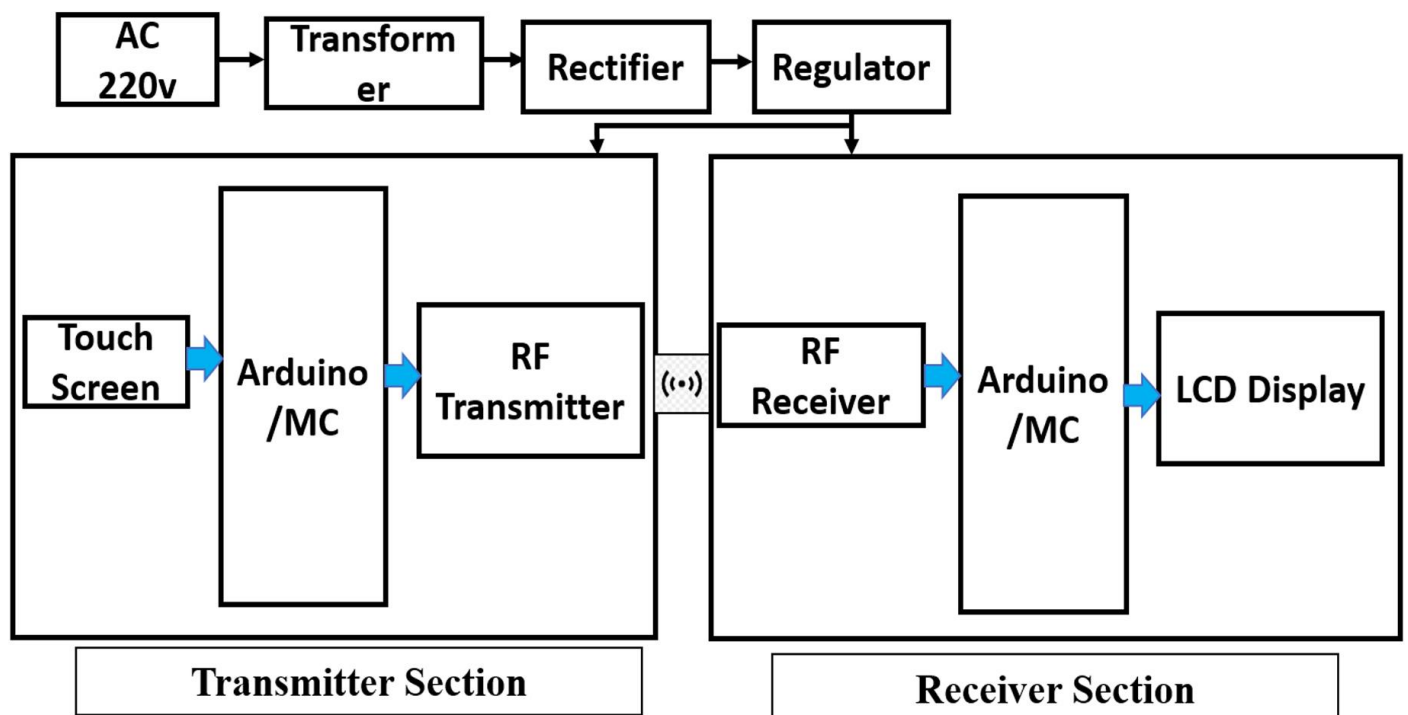 AC
220v
Transform
er
Rectifier
Regulator
Touch
Screen
Arduino
/MC
RF
Transmitter
RF
Receiver
Arduino
/MC
LCD Display
Transmitter Section
Receiver Section